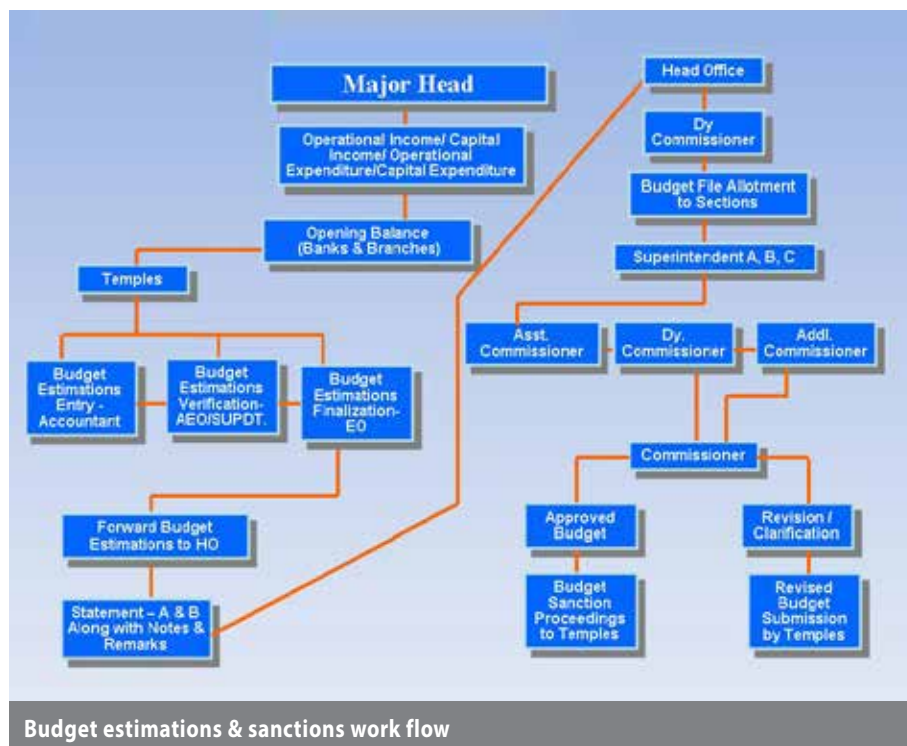 Major Head
Operational Income/ Capital
Income/ Operational
Expenditure/Capital Expenditure
Opening Balance
(Banks & Branches)
Temples
Budget
Estimations
Entry -
Accountant
Budget
Estimations
Verification-
AEO/SUPDT.
Budget
Estimations
Finalization-
EO
Forward Budget
Estimations to HO
Statement – A & B
Along with Notes &
Remarks
Head Office
Dy
Commissioner
Budget File Allotment
to Sections
Superintendent A, B, C
Asst.
Commissioner
Dy.
Commissioner
Addl.
Commissioner
Commissioner
Approved
Budget
Revision /
Clarification
Budget
Sanction
Proceedings
to Temples
Revised
Budget
Submission
by Temples
Budget estimations & sanctions work flow